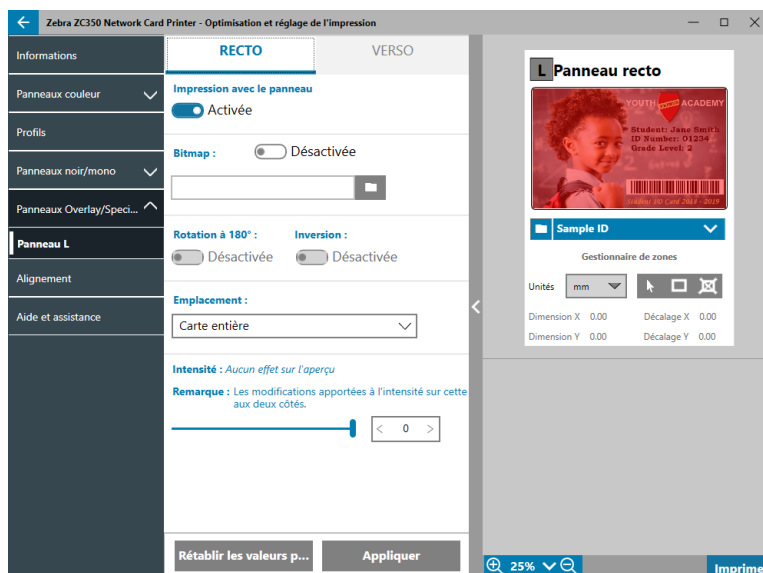 Zebra ZC350 Network Card Printer - Optimisation et réglage de l'impression
Informations
Panneaux couleur
Profils
Panneaux noir/mono
Panneaux Overlay/Speci...
Panneau L
Alignement
Aide et assistance
RECTO
VERSO
Impression avec le panneau
Activée
Bitmap :
Désactivée
Rotation à 180° :
Inversion :
Désactivée
Désactivée
Emplacement :
Carte entière
Intensité : Aucun effet sur l'aperçu
Remarque : Les modifications apportées à l'intensité sur cette
aux deux côtés.
< 0 >
Rétablir les valeurs p...
Appliquer
L Panneau recto
YOUTH ACADEMY
Student: Jane Smith
ID Number: 01234
Grade Level: 2
Student ID Card 2018 - 2019
Sample ID
Gestionnaire de zones
Unités
mm
Dimension X 0.00
Décalage X 0.00
Dimension Y 0.00
Décalage Y 0.00
25%
Imprime